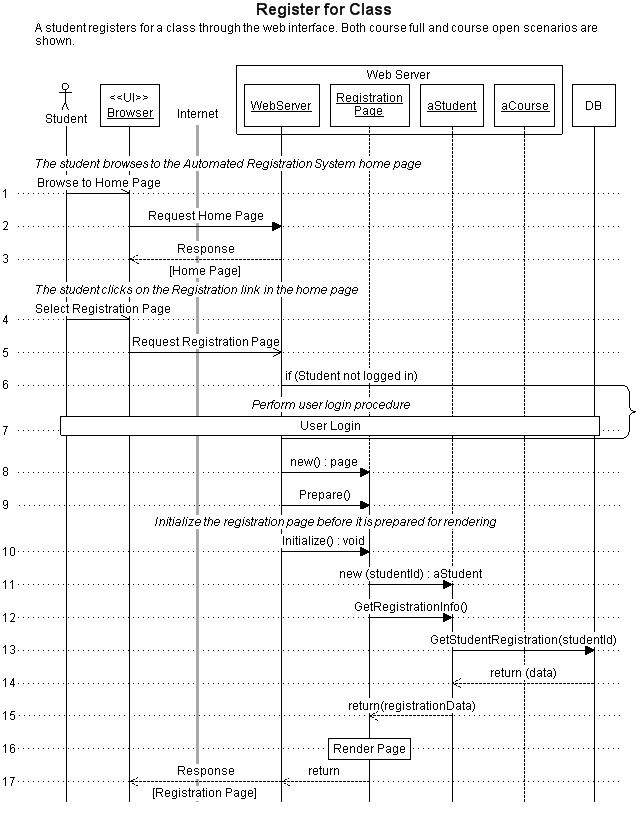 Register for Class
A student registers for a class through the web interface. Both course full and course open scenarios are
shown.
Web Server
Student
<<UI>>
Browser
Internet
WebServer
Registration
Page
aStudent
aCourse
DB
The student browses to the Automated Registration System home page
1 Browse to Home Page
2 Request Home Page
3 Response
[Home Page]
The student clicks on the Registration link in the home page
4 Select Registration Page
5 Request Registration Page
6 if (Student not logged in)
Perform user login procedure
7 User Login
8 new() : page
9 Prepare()
Initialize the registration page before it is prepared for rendering
10 Initialize() : void
11 new (studentId) : aStudent
12 GetRegistrationInfo()
13 GetStudentRegistration(studentId)
14 return (data)
15 return(registrationData)
16 Render Page
17 Response return
[Registration Page]